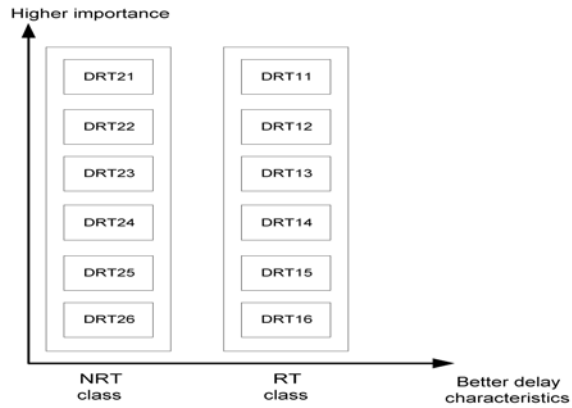 Higher importance
DRT21
DRT11
DRT22
DRT12
DRT23
DRT13
DRT24
DRT14
DRT25
DRT15
DRT26
DRT16
NRT
class
RT
class
Better delay
characteristics